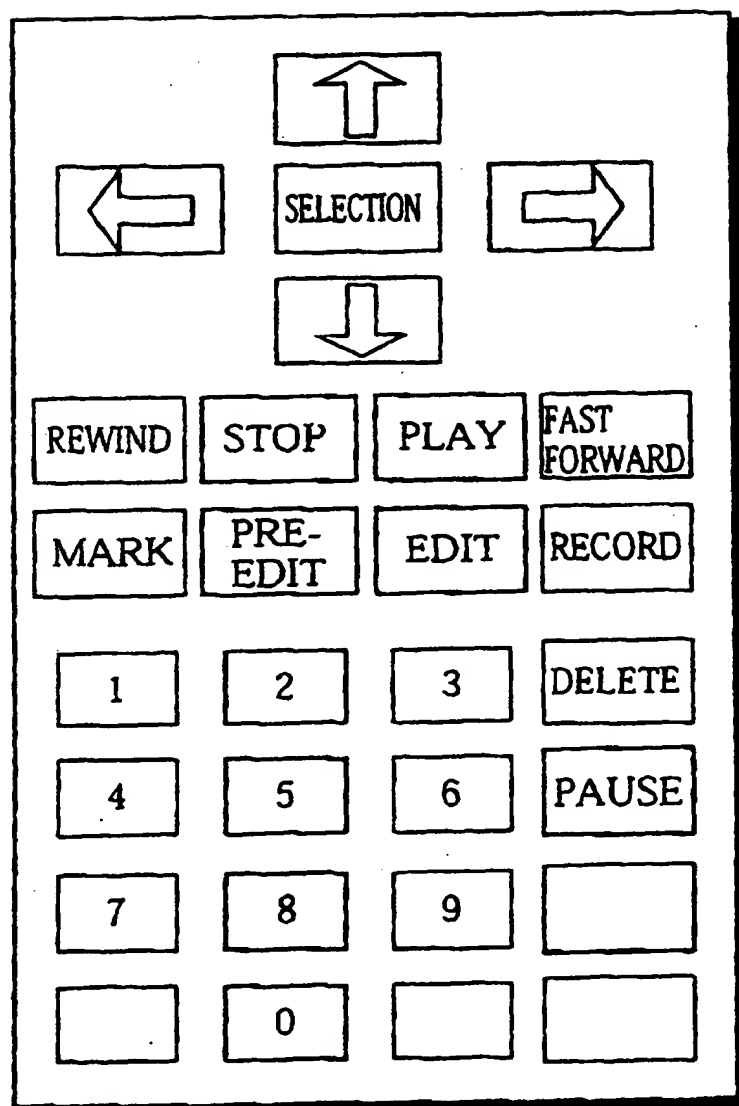 SELECTION
REWIND
STOP
PLAY
FAST
FORWARD
MARK
PRE-
EDIT
EDIT
RECORD
1
2
3
DELETE
4
5
6
PAUSE
7
8
9
0